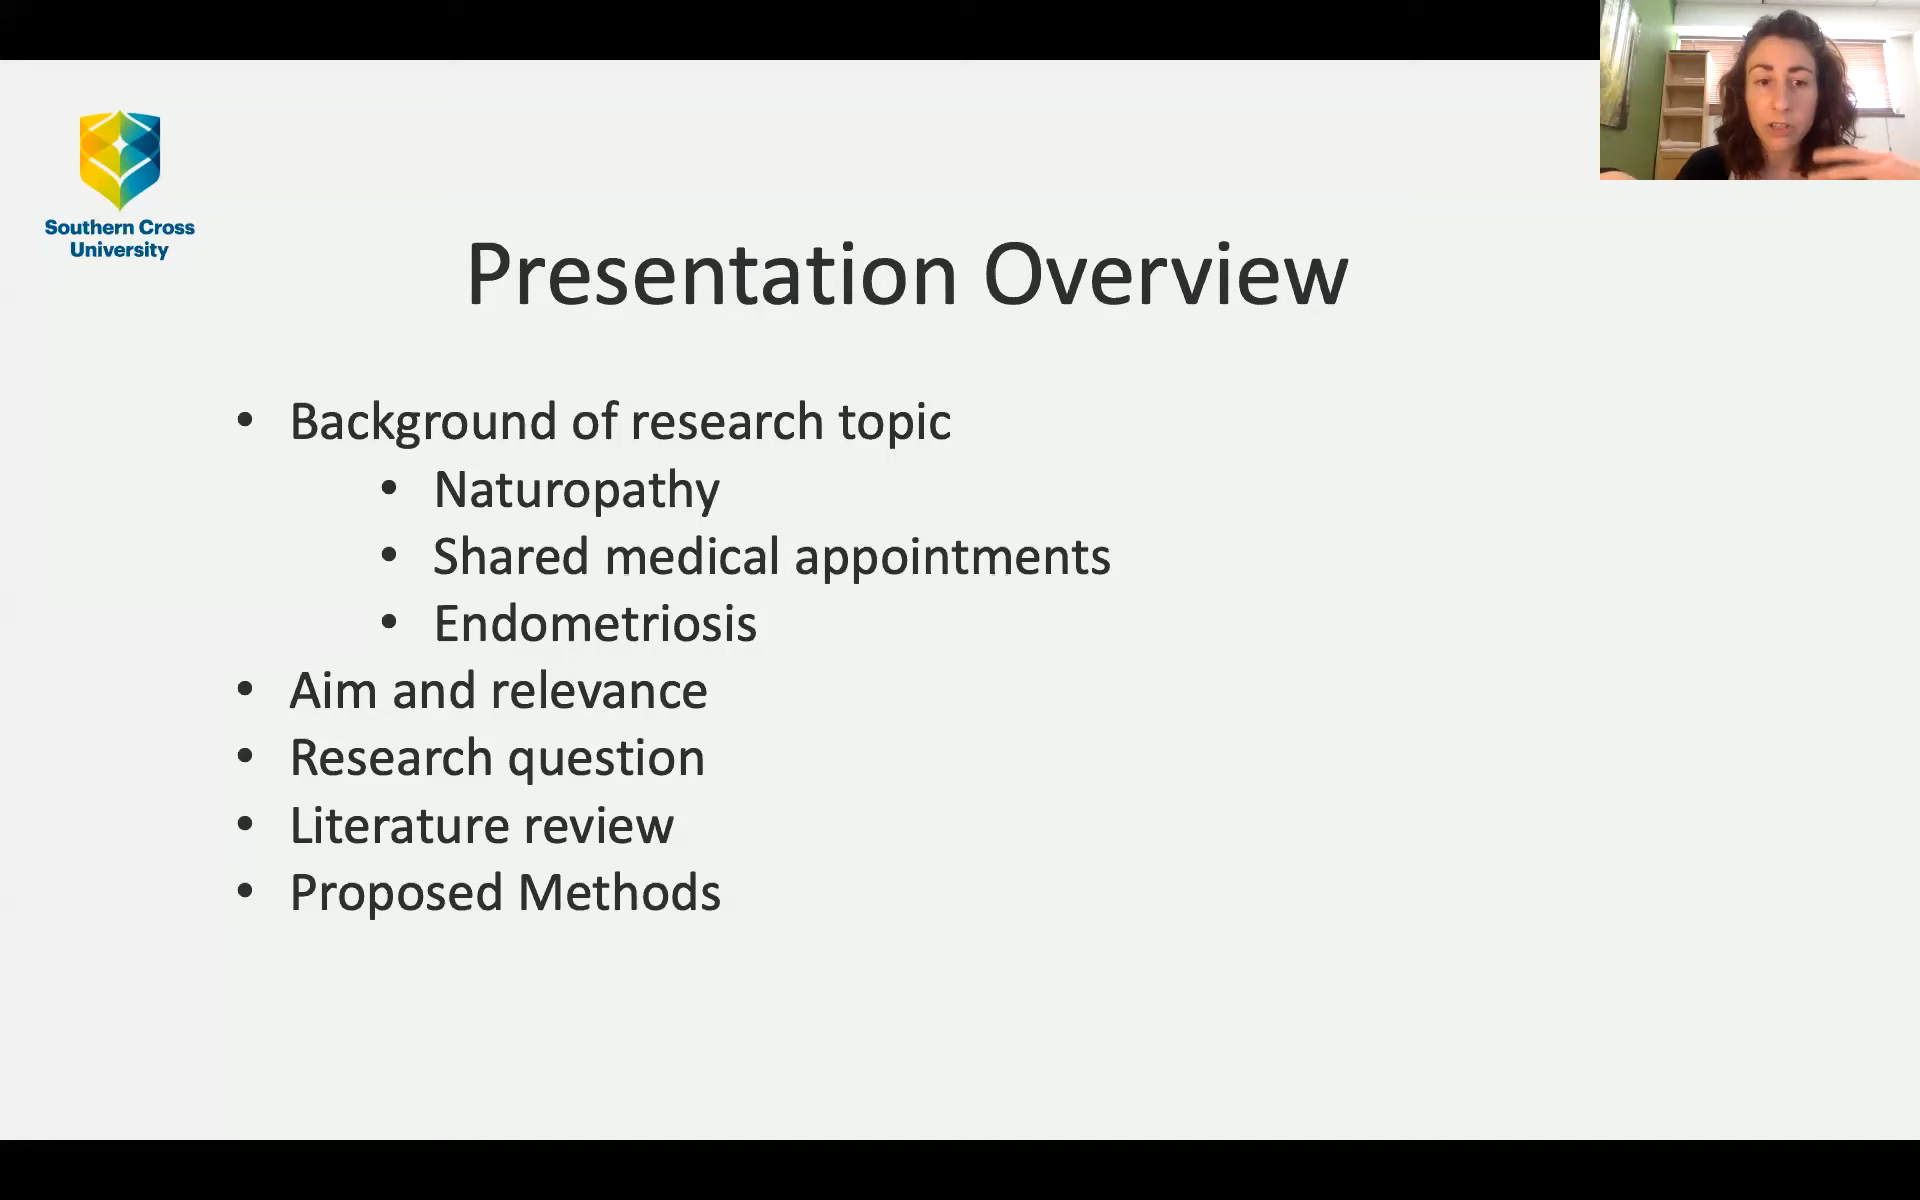 Southern Cross
University
Presentation Overview
• Background of research topic
• Naturopathy
• Shared medical appointments
• Endometriosis
• Aim and relevance
• Research question
• Literature review
• Proposed Methods